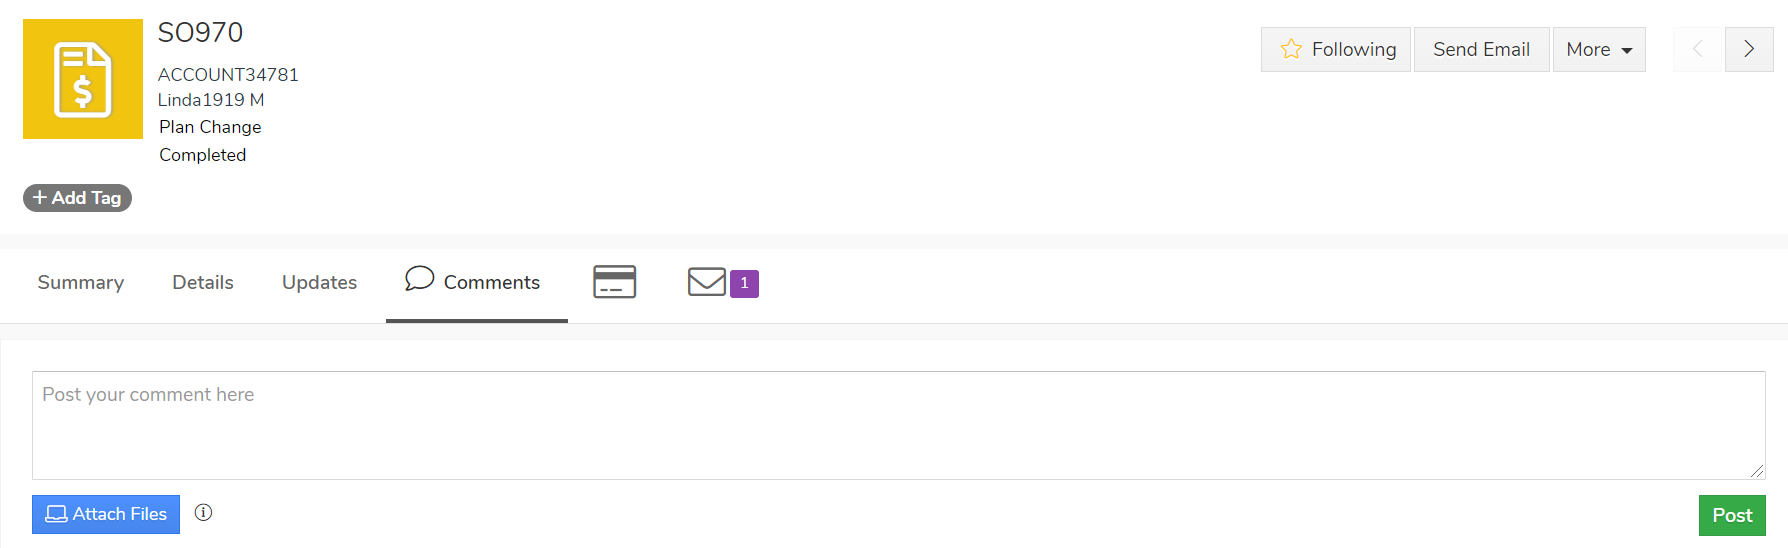 SO970
ACCOUNT34781
Linda1919 M
Plan Change
Completed
+ Add Tag
Following
Send Email
More
Summary
Details
Updates
Comments
1
Post your comment here
Attach Files
Post